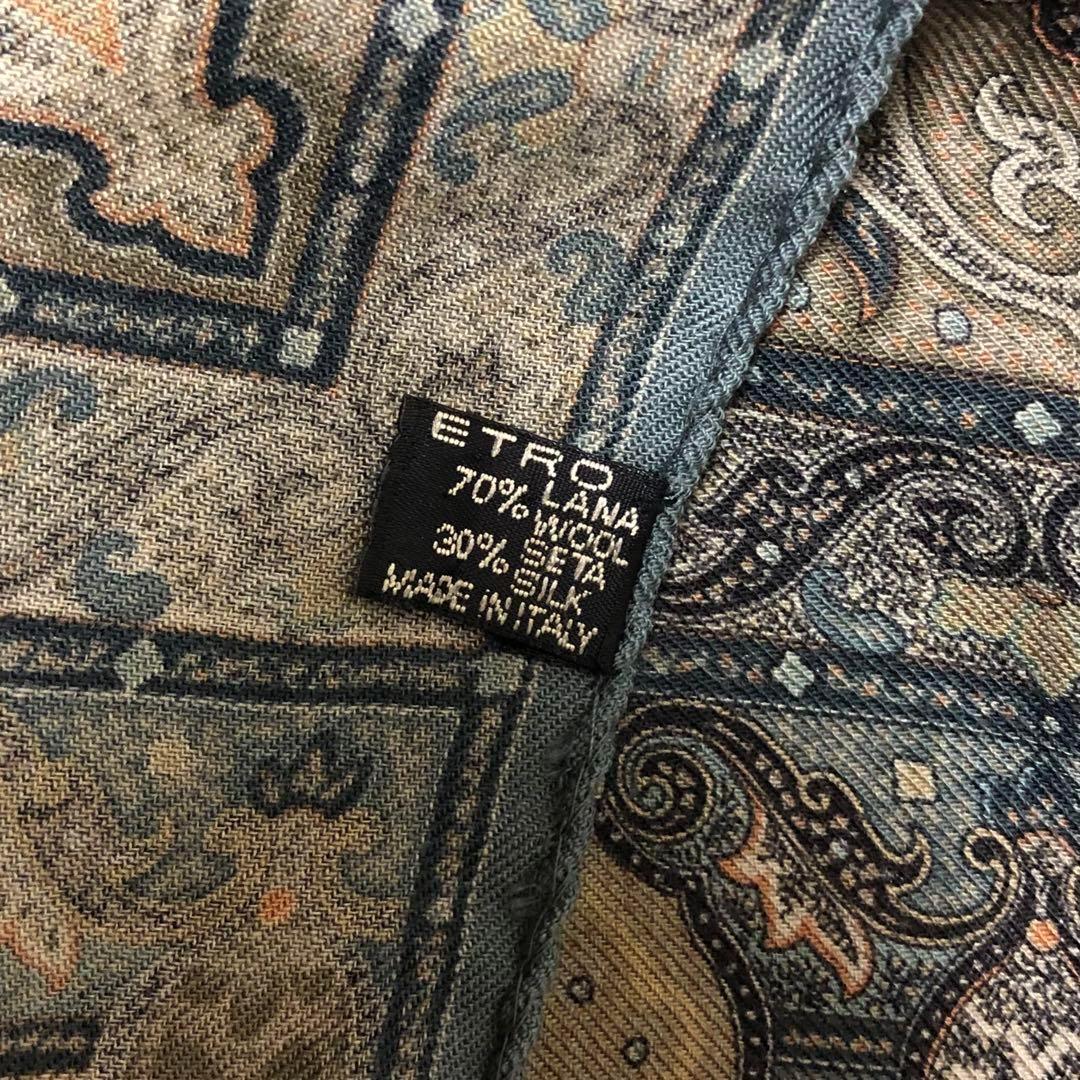 ETRO
70% LANA
WOOL
30% SETA
SILK
MADE IN ITALY